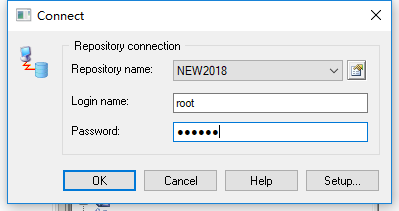 Connect
Repository connection
Repository name: NEW2018
Login name: root
Password: ●●●●●●
OK Cancel Help Setup...